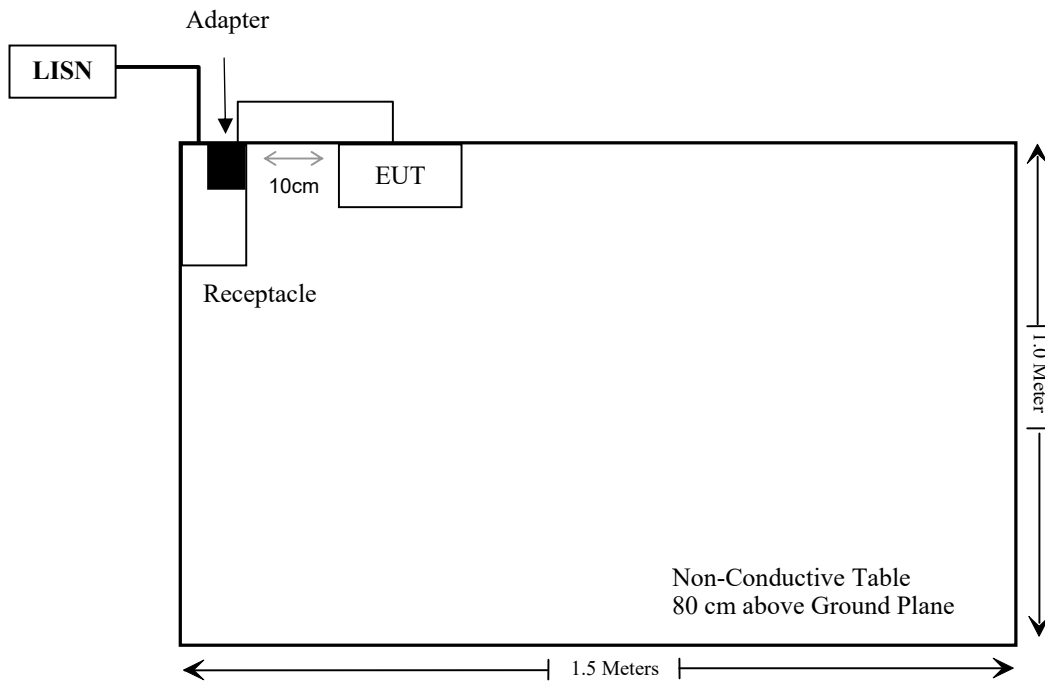 Adapter
LISN
EUT
10cm
Receptacle
1.0 Meter
Non-Conductive Table
80 cm above Ground Plane
1.5 Meters